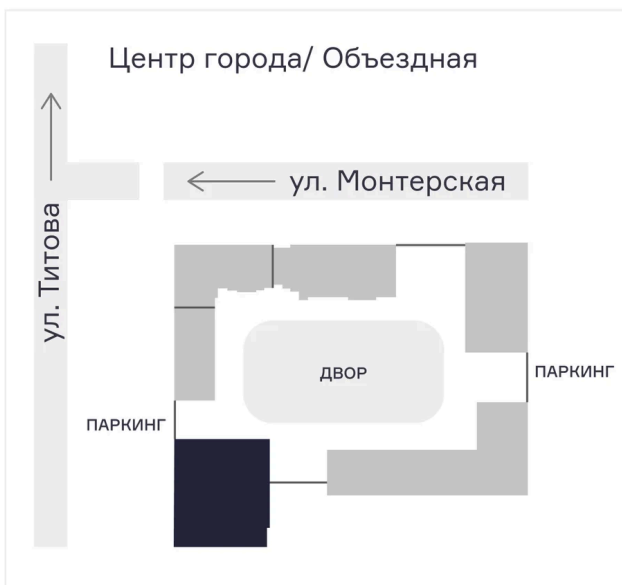 Центр города/ Объездная
ул. Монтерская
ул. Титова
ДВОР
ПАРКИНГ
ПАРКИНГ